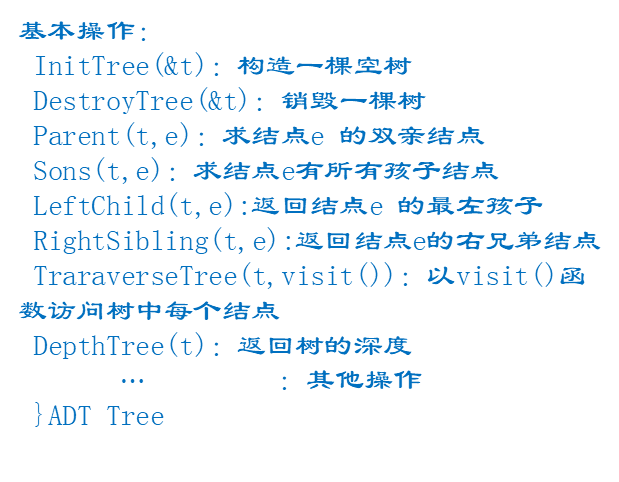 基本操作：
InitTree(&t): 构造一棵空树
DestroyTree(&t): 销毁一棵树
Parent(t,e): 求结点e 的双亲结点
Sons(t,e): 求结点e有所有孩子结点
LeftChild(t,e):返回结点e 的最左孩子
RightSibling(t,e):返回结点e的右兄弟结点
TraraverseTree(t,visit()): 以visit()函
数访问树中每个结点
DepthTree(t): 返回树的深度
… : 其他操作
}ADT Tree